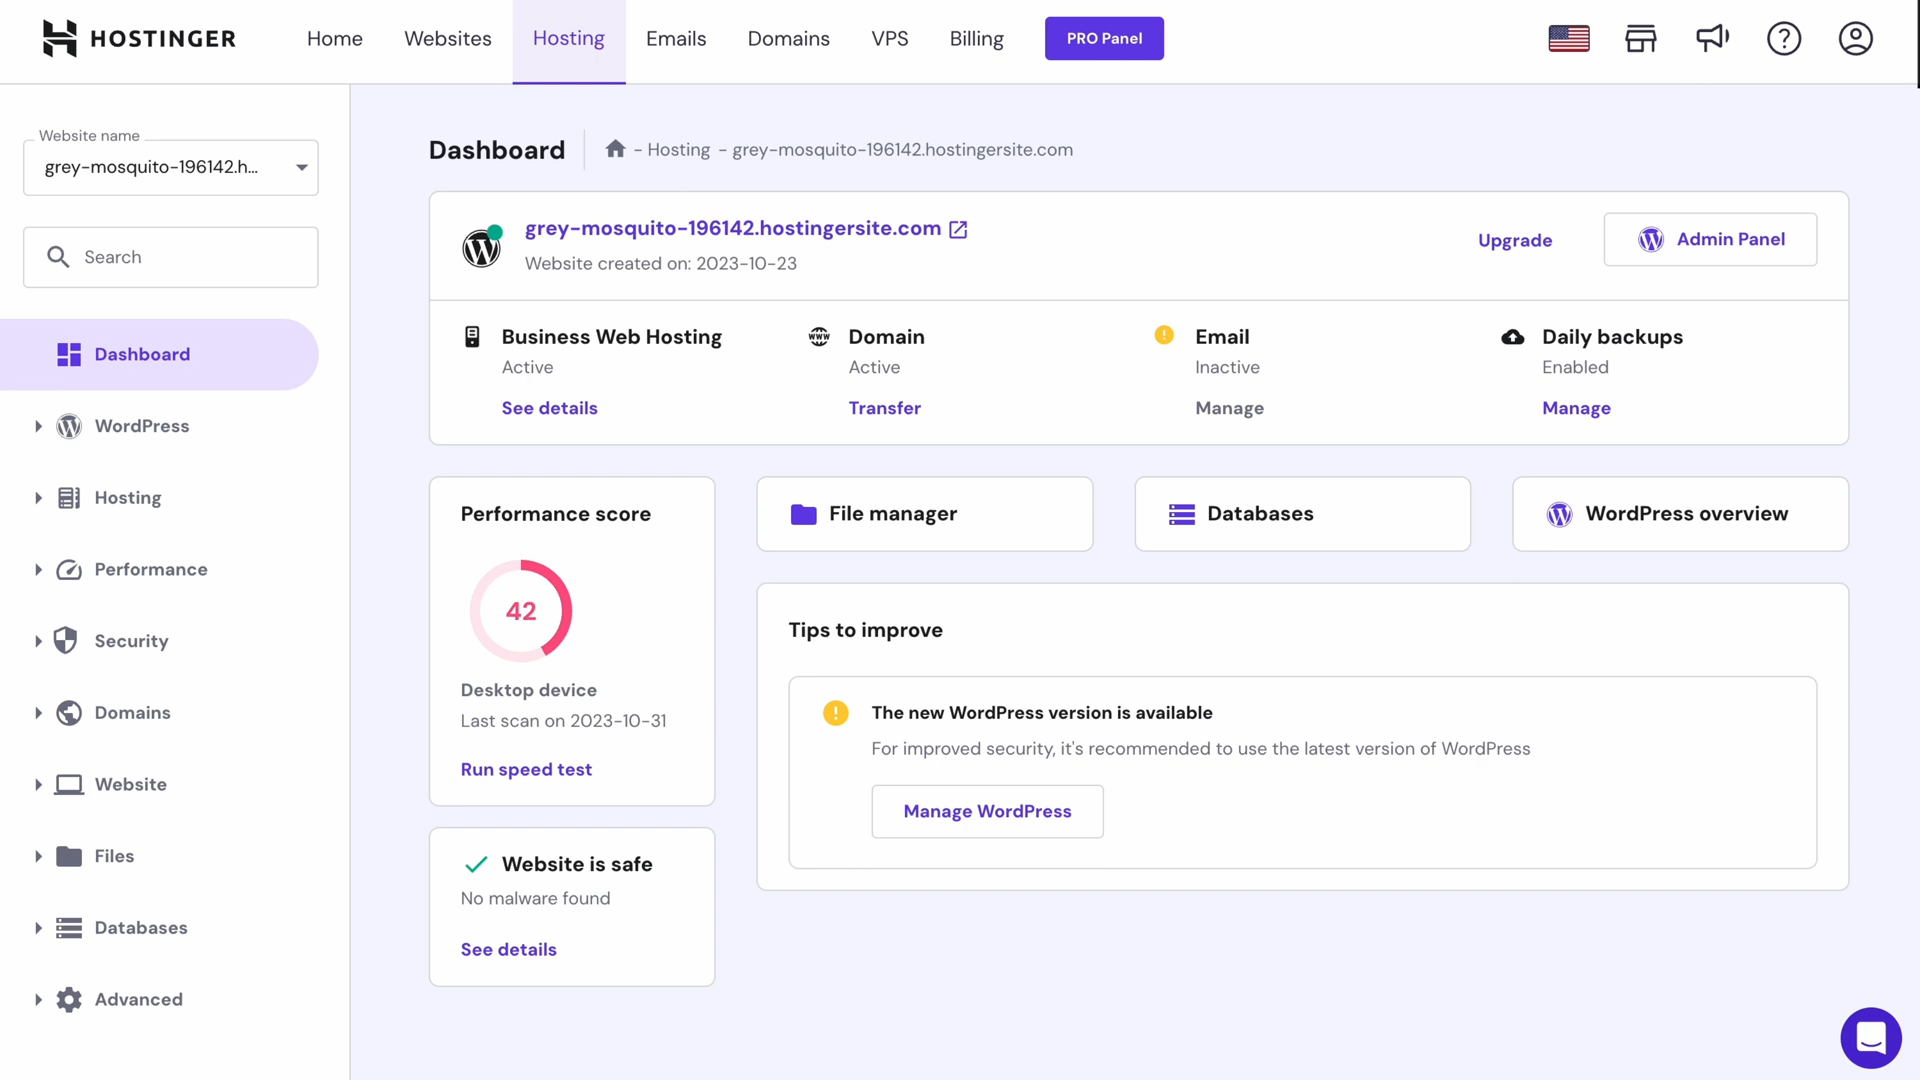 HOSTINGER
Home
Websites
Hosting
Emails
Domains
VPS
Billing
PRO Panel
Website name
grey-mosquito-196142.h...
Search
Dashboard
WordPress
Hosting
Performance
Security
Domains
Website
Files
Databases
Advanced
Dashboard
- Hosting - grey-mosquito-196142.hostingersite.com
grey-mosquito-196142.hostingersite.com
Website created on: 2023-10-23
Upgrade
Admin Panel
Business Web Hosting
Active
See details
Domain
Active
Transfer
Email
Inactive
Manage
Daily backups
Enabled
Manage
Performance score
42
Desktop device
Last scan on 2023-10-31
Run speed test
File manager
Databases
WordPress overview
Tips to improve
The new WordPress version is available
For improved security, it's recommended to use the latest version of WordPress
Manage WordPress
Website is safe
No malware found
See details